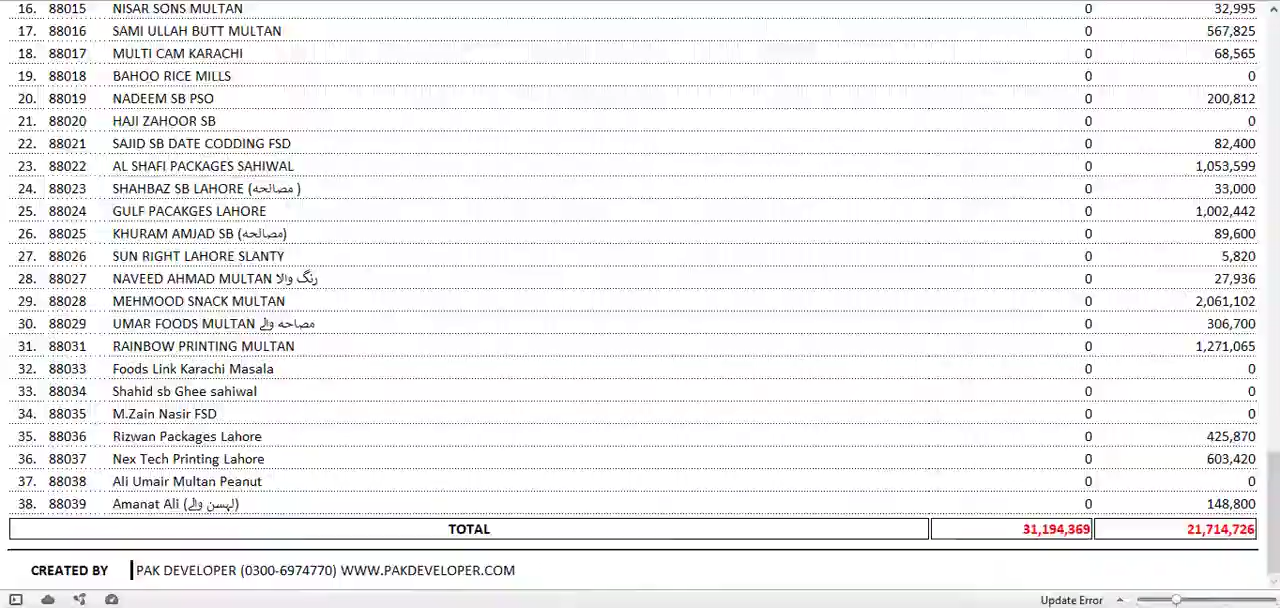 16. 88015 NISAR SONS MULTAN 0 32,995
17. 88016 SAMI ULLAH BUTT MULTAN 0 567,825
18. 88017 MULTI CAM KARACHI 0 68,565
19. 88018 BAHOO RICE MILLS 0 0
20. 88019 NADEEM SB PSO 0 200,812
21. 88020 HAJI ZAHOOR SB 0 0
22. 88021 SAJID SB DATE CODDING FSD 0 82,400
23. 88022 AL SHAFI PACKAGES SAHIWAL 0 1,053,599
24. 88023 SHAHBAZ SB LAHORE (مصالحہ ) 0 33,000
25. 88024 GULF PACAKGES LAHORE 0 1,002,442
26. 88025 KHURAM AMJAD SB (مصالحہ) 0 89,600
27. 88026 SUN RIGHT LAHORE SLANTY 0 5,820
28. 88027 NAVEED AHMAD MULTAN رنگ والا 0 27,936
29. 88028 MEHMOOD SNACK MULTAN 0 2,061,102
30. 88029 UMAR FOODS MULTAN مصاحہ والے 0 306,700
31. 88031 RAINBOW PRINTING MULTAN 0 1,271,065
32. 88033 Foods Link Karachi Masala 0 0
33. 88034 Shahid sb Ghee sahiwal 0 0
34. 88035 M.Zain Nasir FSD 0 0
35. 88036 Rizwan Packages Lahore 0 425,870
36. 88037 Nex Tech Printing Lahore 0 603,420
37. 88038 Ali Umair Multan Peanut 0 0
38. 88039 Amanat Ali (لہسن والے) 0 148,800
TOTAL 31,194,369 21,714,726
CREATED BY PAK DEVELOPER (0300-6974770) WWW.PAKDEVELOPER.COM
Update Error